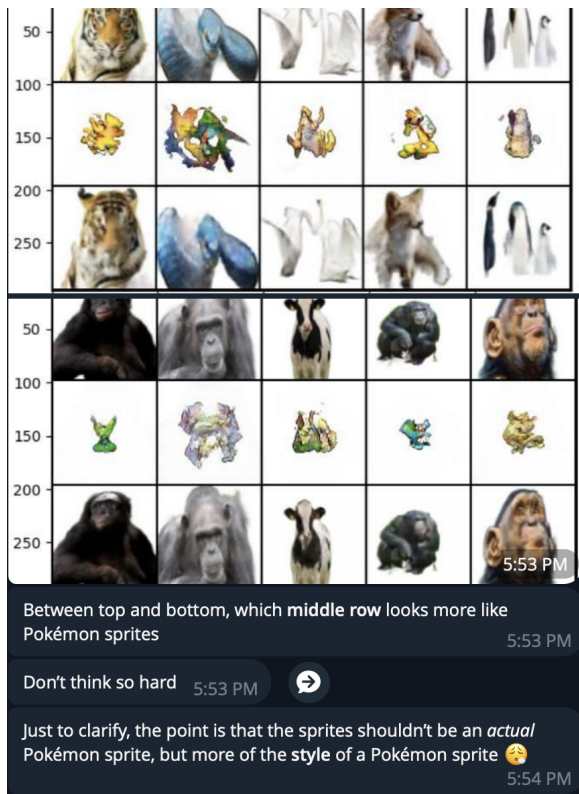 50
100
150
200
250
50
100
150
200
250
5:53 PM
Between top and bottom, which middle row looks more like
Pokémon sprites
5:53 PM
Don’t think so hard 5:53 PM
Just to clarify, the point is that the sprites shouldn’t be an actual
Pokémon sprite, but more of the style of a Pokémon sprite 😮‍💨
5:54 PM